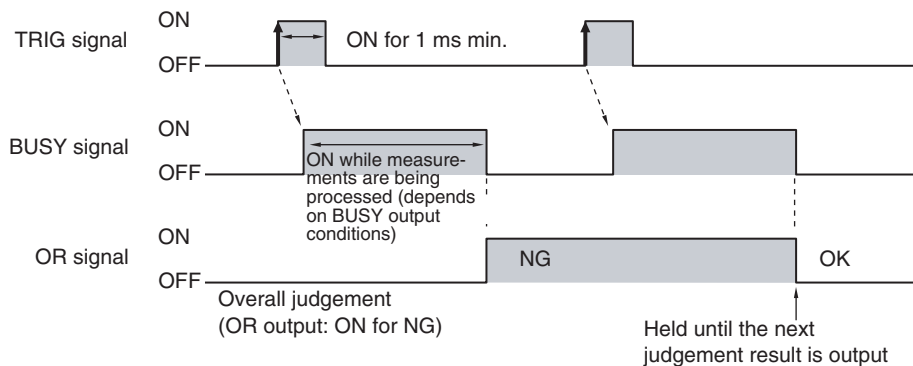 ON
TRIG signal
ON for 1 ms min.
OFF
ON
BUSY signal
OFF
ON while measure-
ments are being
processed (depends
on BUSY output
conditions)
ON
OR signal
NG
OK
OFF
Overall judgement
(OR output: ON for NG)
Held until the next
judgement result is output